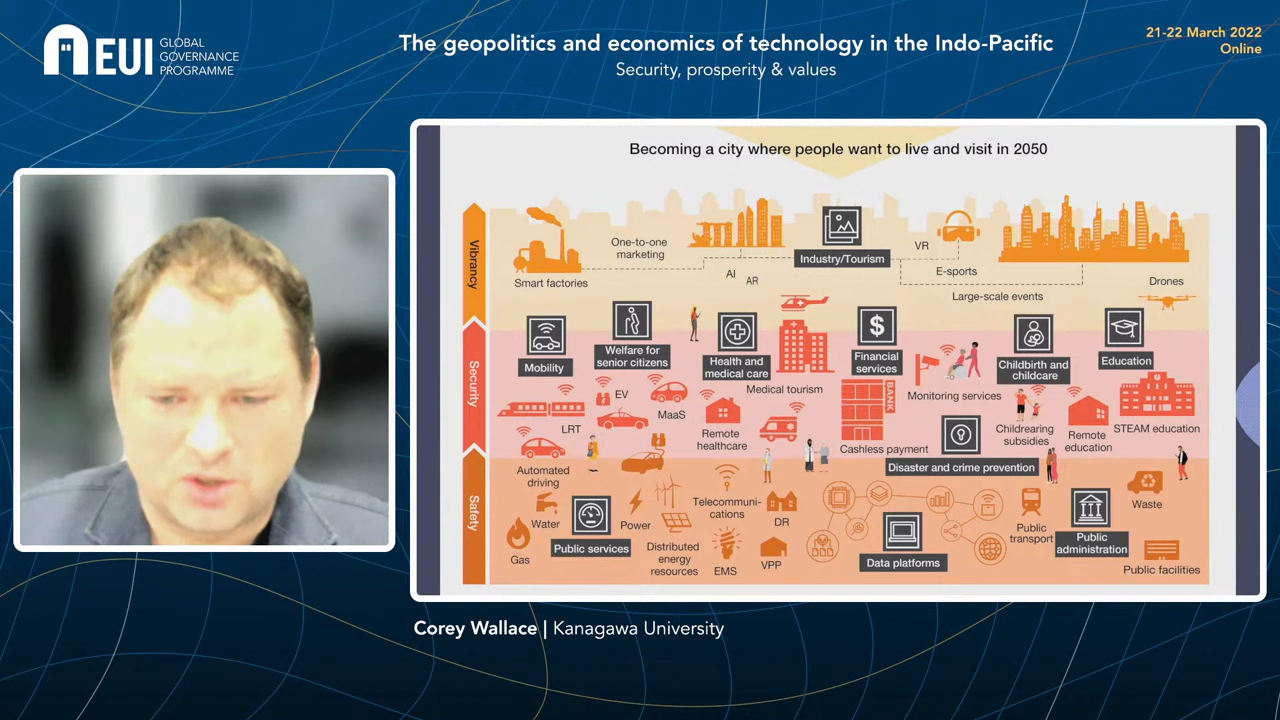 EUI
GLOBAL
GOVERNANCE
PROGRAMME
The geopolitics and economics of technology in the Indo-Pacific
Security, prosperity & values
21-22 March 2022
Online
Becoming a city where people want to live and visit in 2050
Vibrancy
Smart factories
One-to-one
marketing
AI
AR
Industry/Tourism
VR
E-sports
Large-scale events
Drones
Security
Mobility
Welfare for
senior citizens
Health and
medical care
Medical tourism
Financial
services
Monitoring services
Childbirth and
childcare
Education
LRT
EV
MaaS
Remote
healthcare
BANK
Cashless payment
Disaster and crime prevention
Childrearing
subsidies
Remote
education
STEAM education
Automated
driving
Safety
Gas
Water
Public services
Power
Distributed
energy
resources
Telecommuni-
cations
EMS
DR
VPP
Data platforms
Public
transport
Public
administration
Waste
Public facilities
Corey Wallace | Kanagawa University